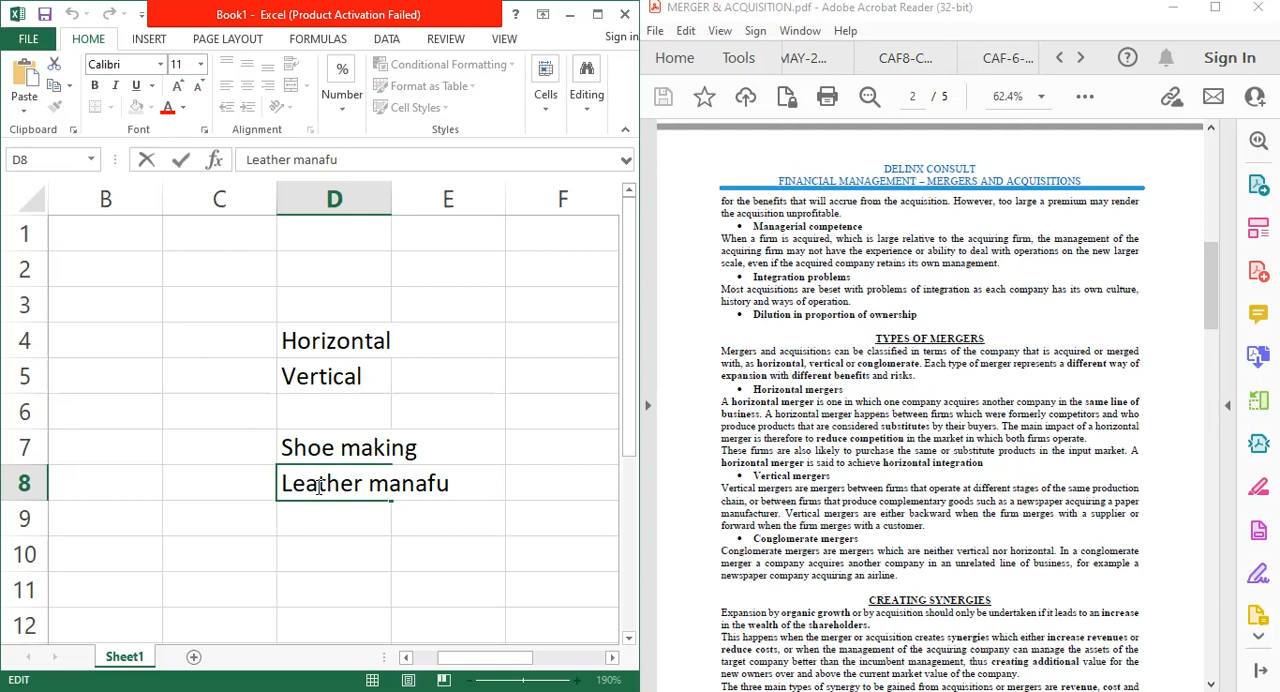 Book1 - Excel (Product Activation Failed)
FILE HOME INSERT PAGE LAYOUT FORMULAS DATA REVIEW VIEW Sign in
Paste
Calibri 11
B I U
A A
A
%
Number
Conditional Formatting
Format as Table
Cell Styles
Cells
Editing
Clipboard Font Alignment Styles
D8 fx Leather manafu
B C D E F
1
2
3
4 Horizontal
5 Vertical
6
7 Shoe making
8 Leather manafu
9
10
11
12
Sheet1
EDIT 190%
MERGER & ACQUISITION.pdf - Adobe Acrobat Reader (32-bit)
File Edit View Sign Window Help
Home Tools MAY-2... CAF8-C... CAF-6-... Sign In
2 / 5 62.4%
DELINX CONSULT
FINANCIAL MANAGEMENT – MERGERS AND ACQUISITIONS
for the benefits that will accrue from the acquisition. However, too large a premium may render
the acquisition unprofitable.
• Managerial competence
When a firm is acquired, which is large relative to the acquiring firm, the management of the
acquiring firm may not have the experience or ability to deal with operations on the new larger
scale, even if the acquired company retains its own management.
• Integration problems
Most acquisitions are beset with problems of integration as each company has its own culture,
history and ways of operation.
• Dilution in proportion of ownership
TYPES OF MERGERS
Mergers and acquisitions can be classified in terms of the company that is acquired or merged
with, as horizontal, vertical or conglomerate. Each type of merger represents a different way of
expansion with different benefits and risks.
• Horizontal mergers
A horizontal merger is one in which one company acquires another company in the same line of
business. A horizontal merger happens between firms which were formerly competitors and who
produce products that are considered substitutes by their buyers. The main impact of a horizontal
merger is therefore to reduce competition in the market in which both firms operate.
These firms are also likely to purchase the same or substitute products in the input market. A
horizontal merger is said to achieve horizontal integration
• Vertical mergers
Vertical mergers are mergers between firms that operate at different stages of the same production
chain, or between firms that produce complementary goods such as a newspaper acquiring a paper
manufacturer. Vertical mergers are either backward when the firm merges with a supplier or
forward when the firm merges with a customer.
• Conglomerate mergers
Conglomerate mergers are mergers which are neither vertical nor horizontal. In a conglomerate
merger a company acquires another company in an unrelated line of business, for example a
newspaper company acquiring an airline.
CREATING SYNERGIES
Expansion by organic growth or by acquisition should only be undertaken if it leads to an increase
in the wealth of the shareholders.
This happens when the merger or acquisition creates synergies which either increase revenues or
reduce costs, or when the management of the acquiring company can manage the assets of the
target company better than the incumbent management, thus creating additional value for the
new owners over and above the current market value of the company.
The three main types of synergy to be gained from acquisitions or mergers are revenue, cost and